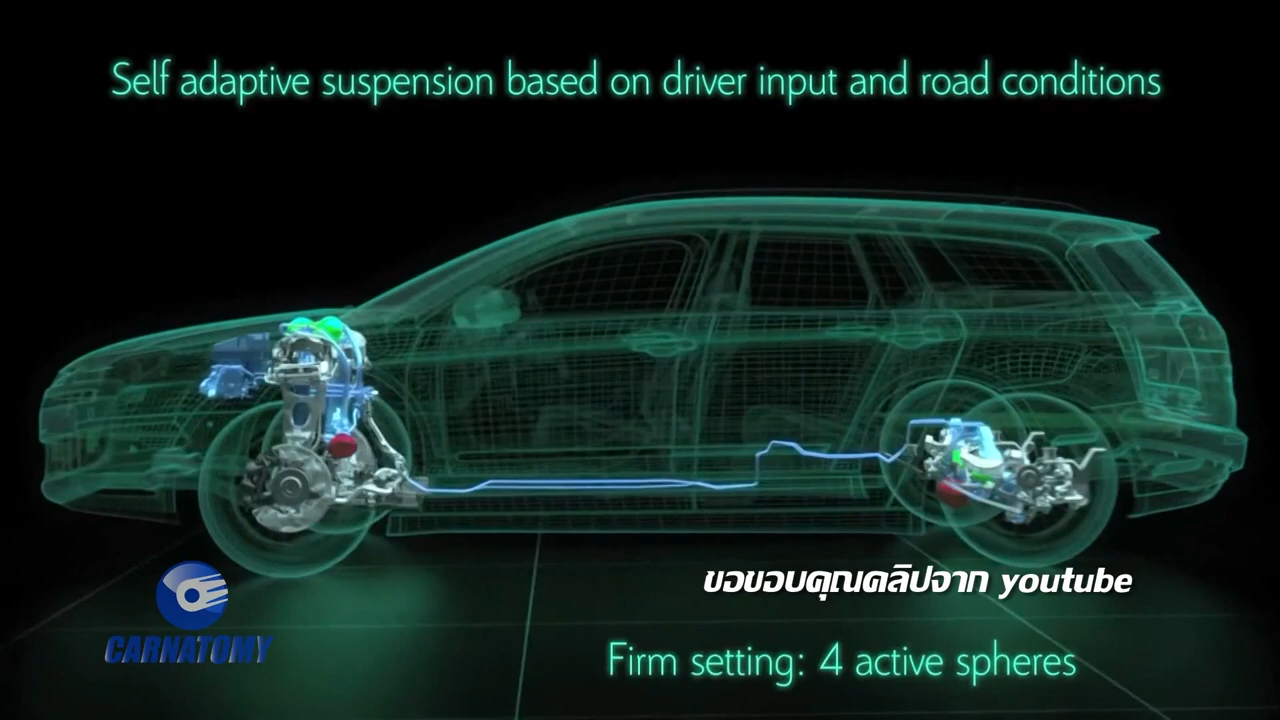 Self adaptive suspension based on driver input and road conditions
ขอขอบคุณคลิปจาก youtube
CARNATOMY
Firm setting: 4 active spheres